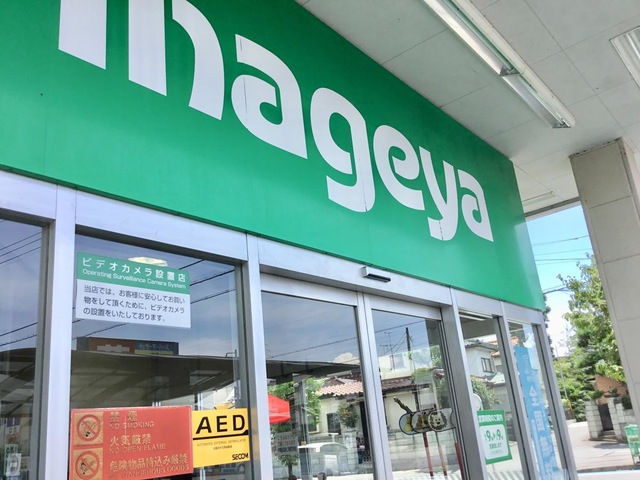 mageya
ビデオカメラ設置店
Operating Surveillance Camera System
当店では、お客様に安心してお買い
物をして頂くために、ビデオカメラ
の設置をいたしております。
禁煙
NO SMOKING
火気厳禁
NO OPEN FLAME
危険物品持込み厳禁
AED
SECOM